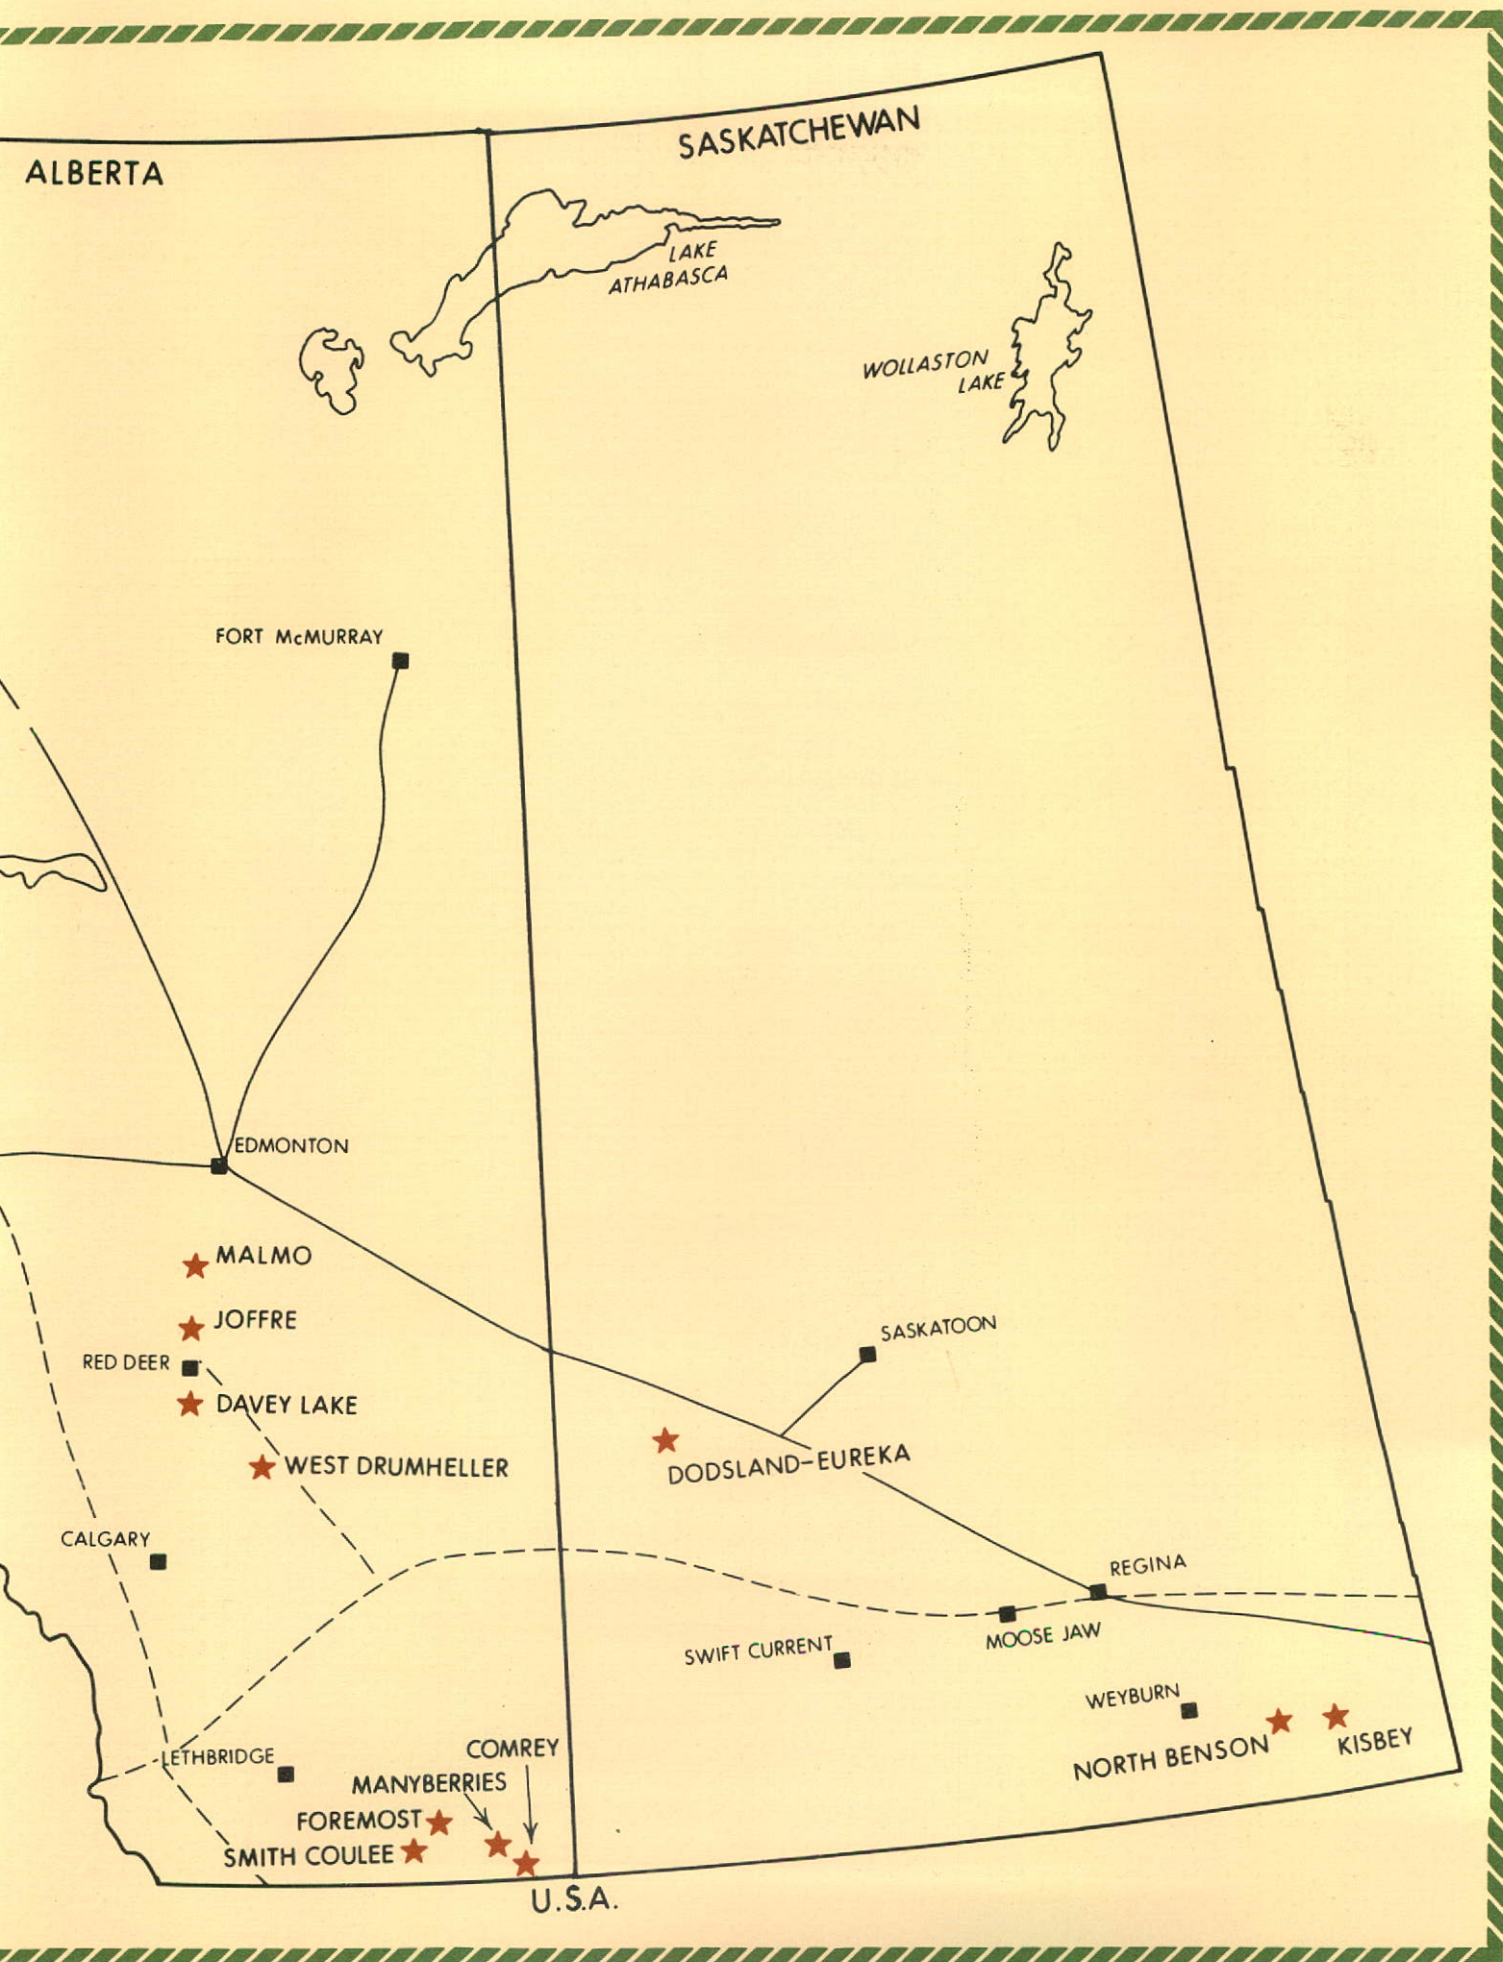 SASKATCHEWAN
ALBERTA
LAKE
ATHABASCA
WOLLASTON
LAKE
FORT McMURRAY
EDMONTON
MALMO
JOFFRE
SASKATOON
RED DEER
DAVEY LAKE
WEST DRUMHELLER
DODSLAND-EUREKA
CALGARY
REGINA
MOOSE JAW
SWIFT CURRENT
WEYBURN
NORTH BENSON
KISBEY
LETHBRIDGE
COMREY
MANYBERRIES
FOREMOST
SMITH COULEE
U.S.A.